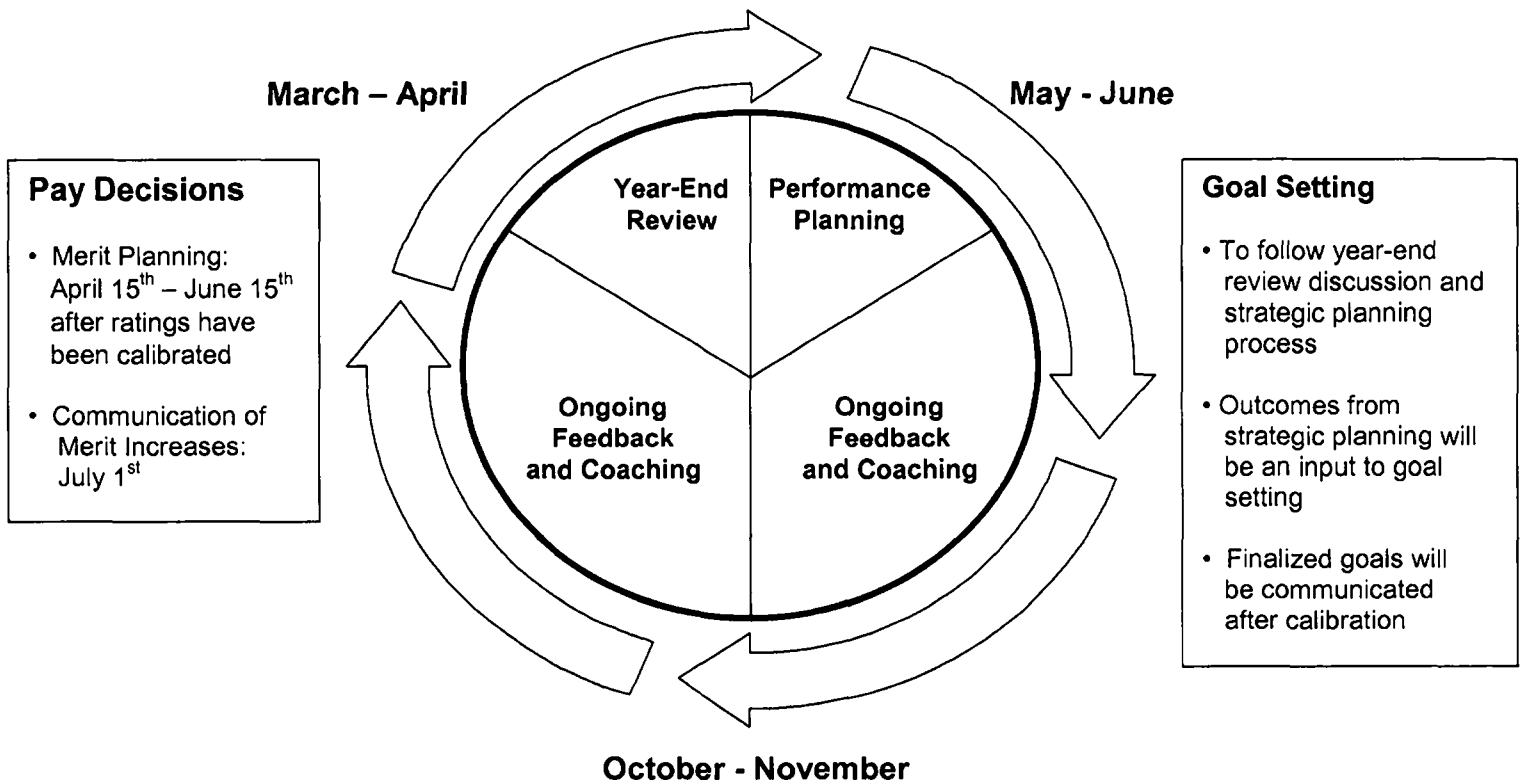 March – April
May - June
Pay Decisions
• Merit Planning:
April 15th – June 15th
after ratings have
been calibrated
• Communication of
Merit Increases:
July 1st
Year-End
Review
Performance
Planning
Ongoing
Feedback
and Coaching
Ongoing
Feedback
and Coaching
Goal Setting
• To follow year-end
review discussion and
strategic planning
process
• Outcomes from
strategic planning will
be an input to goal
setting
• Finalized goals will
be communicated
after calibration
October - November